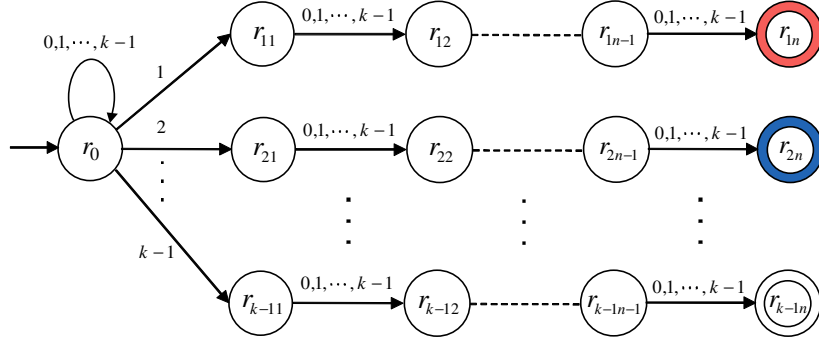 0,1,⋯,k−1
r₀
1
r₁₁
0,1,⋯,k−1
r₁₂
r₁ₙ₋₁
0,1,⋯,k−1
r₁ₙ
2
r₂₁
0,1,⋯,k−1
r₂₂
r₂ₙ₋₁
0,1,⋯,k−1
r₂ₙ
k−1
rₖ₋₁₁
0,1,⋯,k−1
rₖ₋₁₂
rₖ₋₁ₙ₋₁
0,1,⋯,k−1
rₖ₋₁ₙ